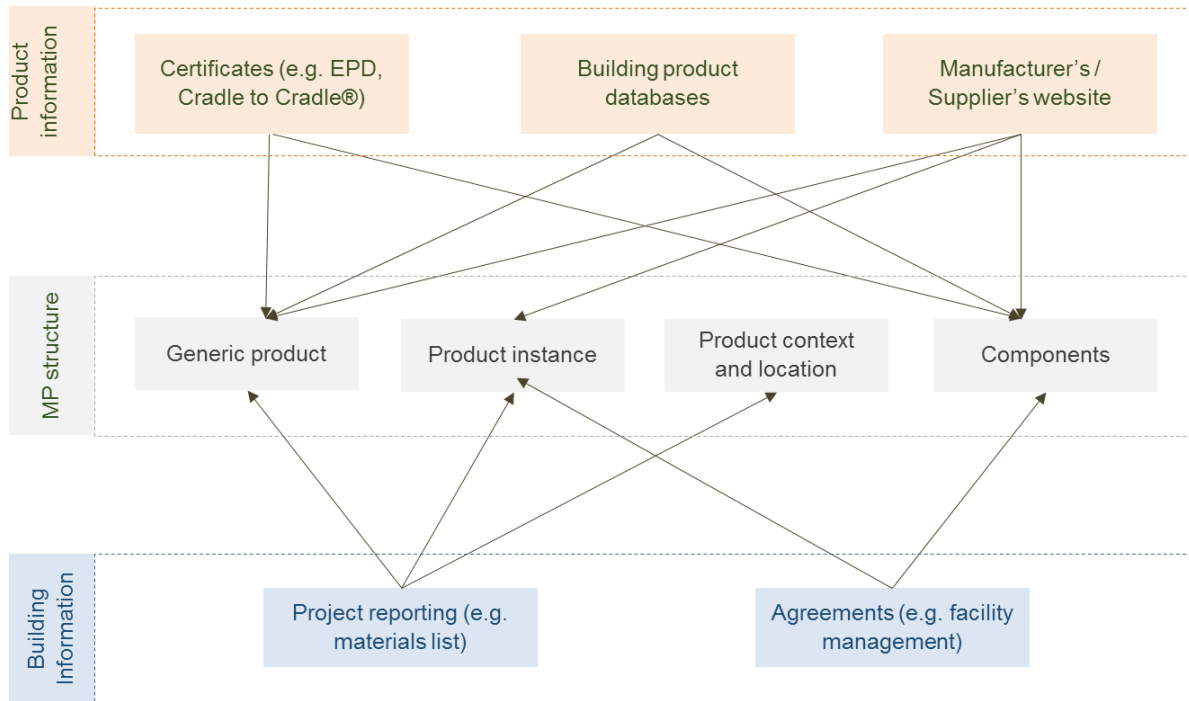 Product
information
Certificates (e.g. EPD,
Cradle to Cradle®)
Building product
databases
Manufacturer's /
Supplier's website
MP structure
Generic product
Product instance
Product context
and location
Components
Building
Information
Project reporting (e.g.
materials list)
Agreements (e.g. facility
management)